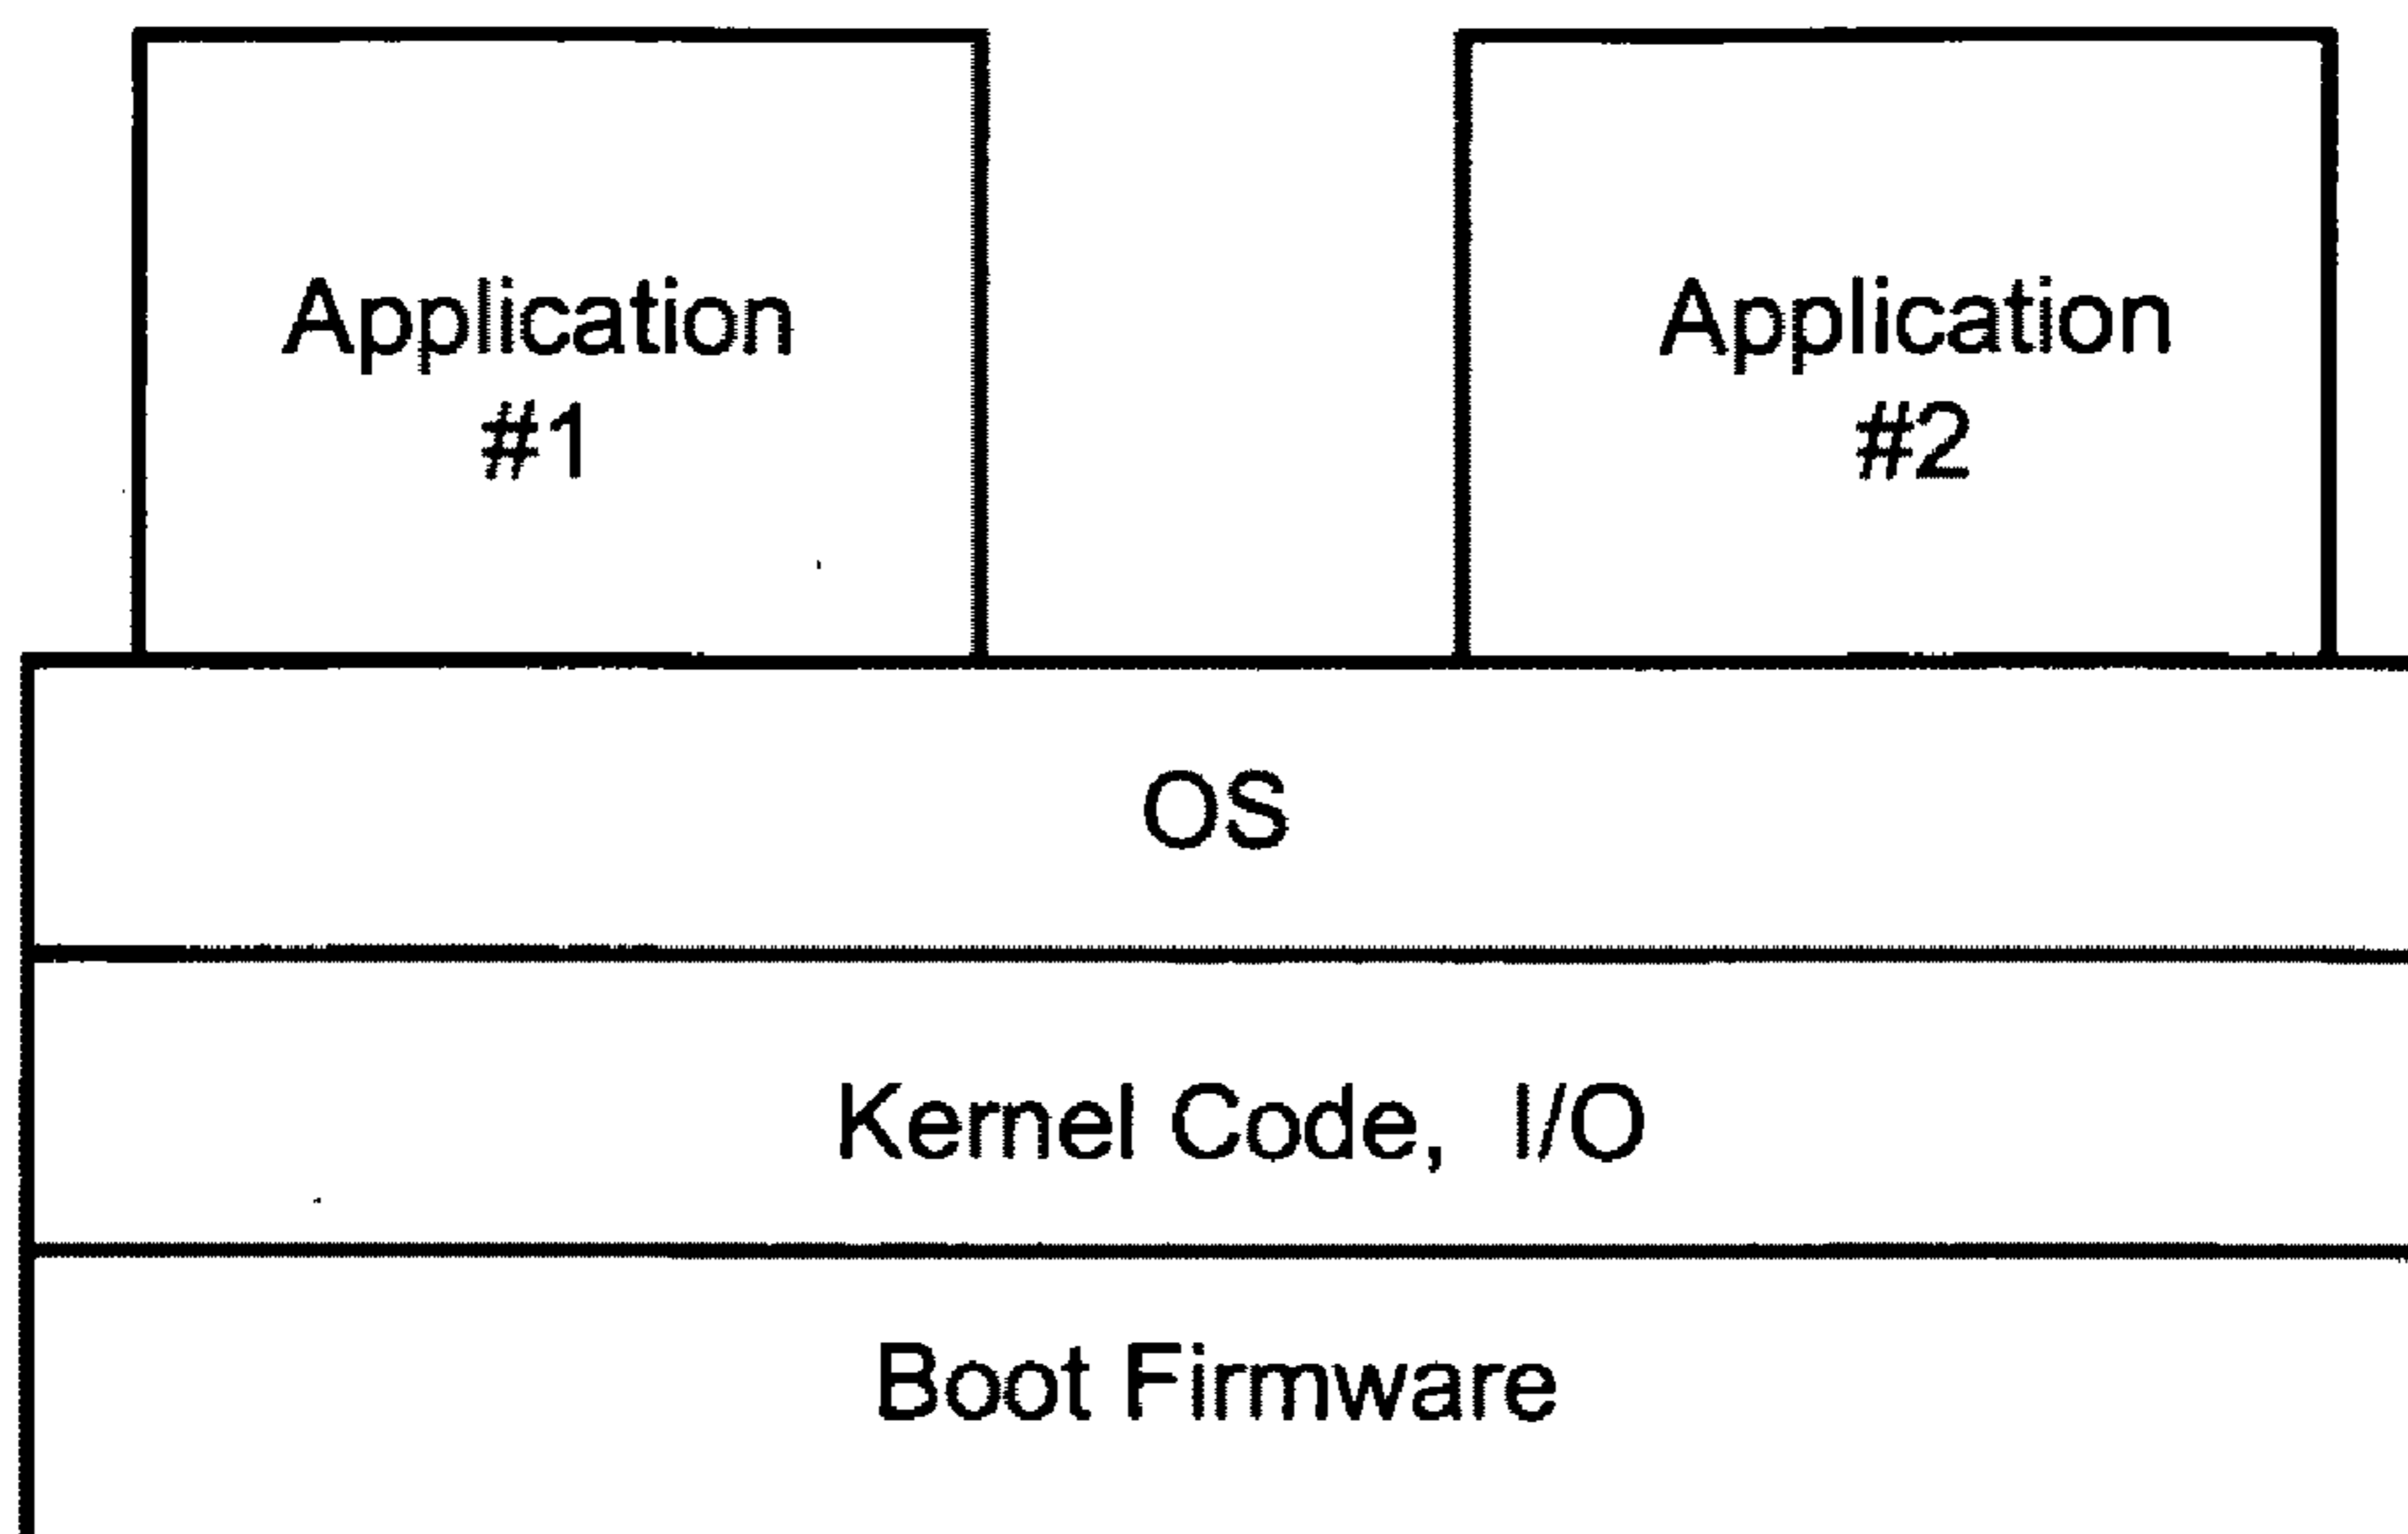 Application
#1
Application
#2
OS
Kernel Code, I/O
Boot Firmware